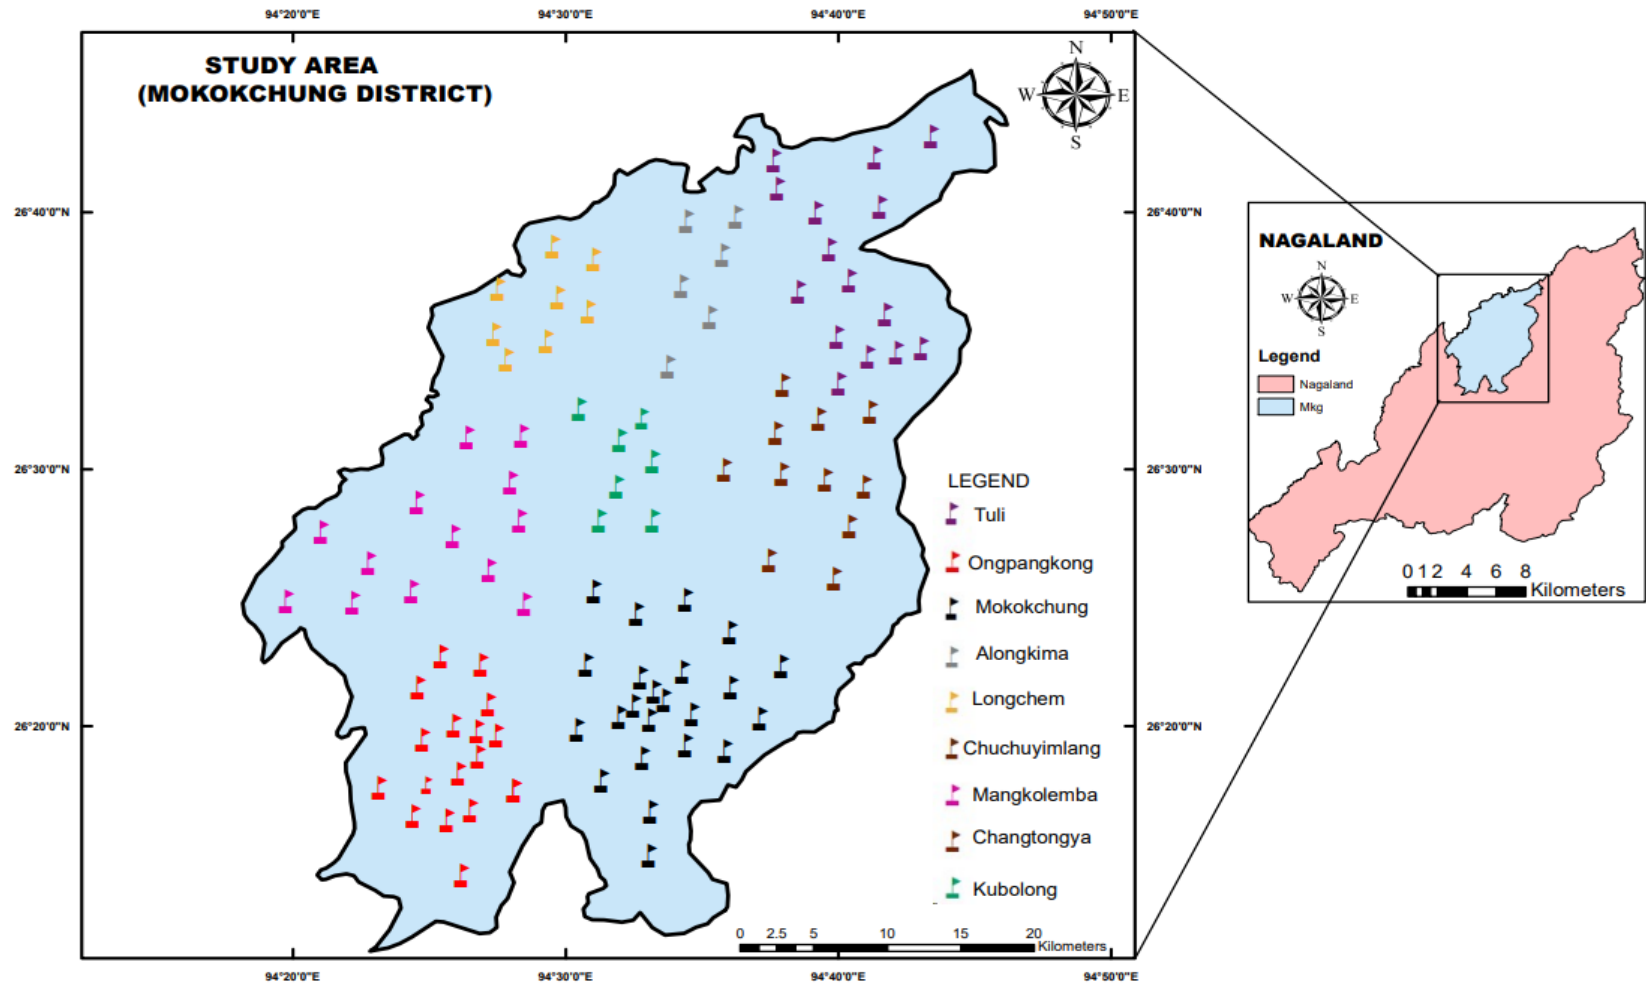 94°20'0"E 94°30'0"E 94°40'0"E 94°50'0"E
STUDY AREA
(MOKOKCHUNG DISTRICT)
N
W E
S
26°40'0"N 26°40'0"N
26°30'0"N 26°30'0"N
26°20'0"N 26°20'0"N
LEGEND
Tuli
Ongpangkong
Mokokchung
Alongkima
Longchem
Chuchuyimlang
Mangkolemba
Changtongya
Kubolong
0 2.5 5 10 15 20
Kilometers
94°20'0"E 94°30'0"E 94°40'0"E 94°50'0"E
NAGALAND
N
W E
S
Legend
Nagaland
Mkg
0 1 2 4 6 8
Kilometers